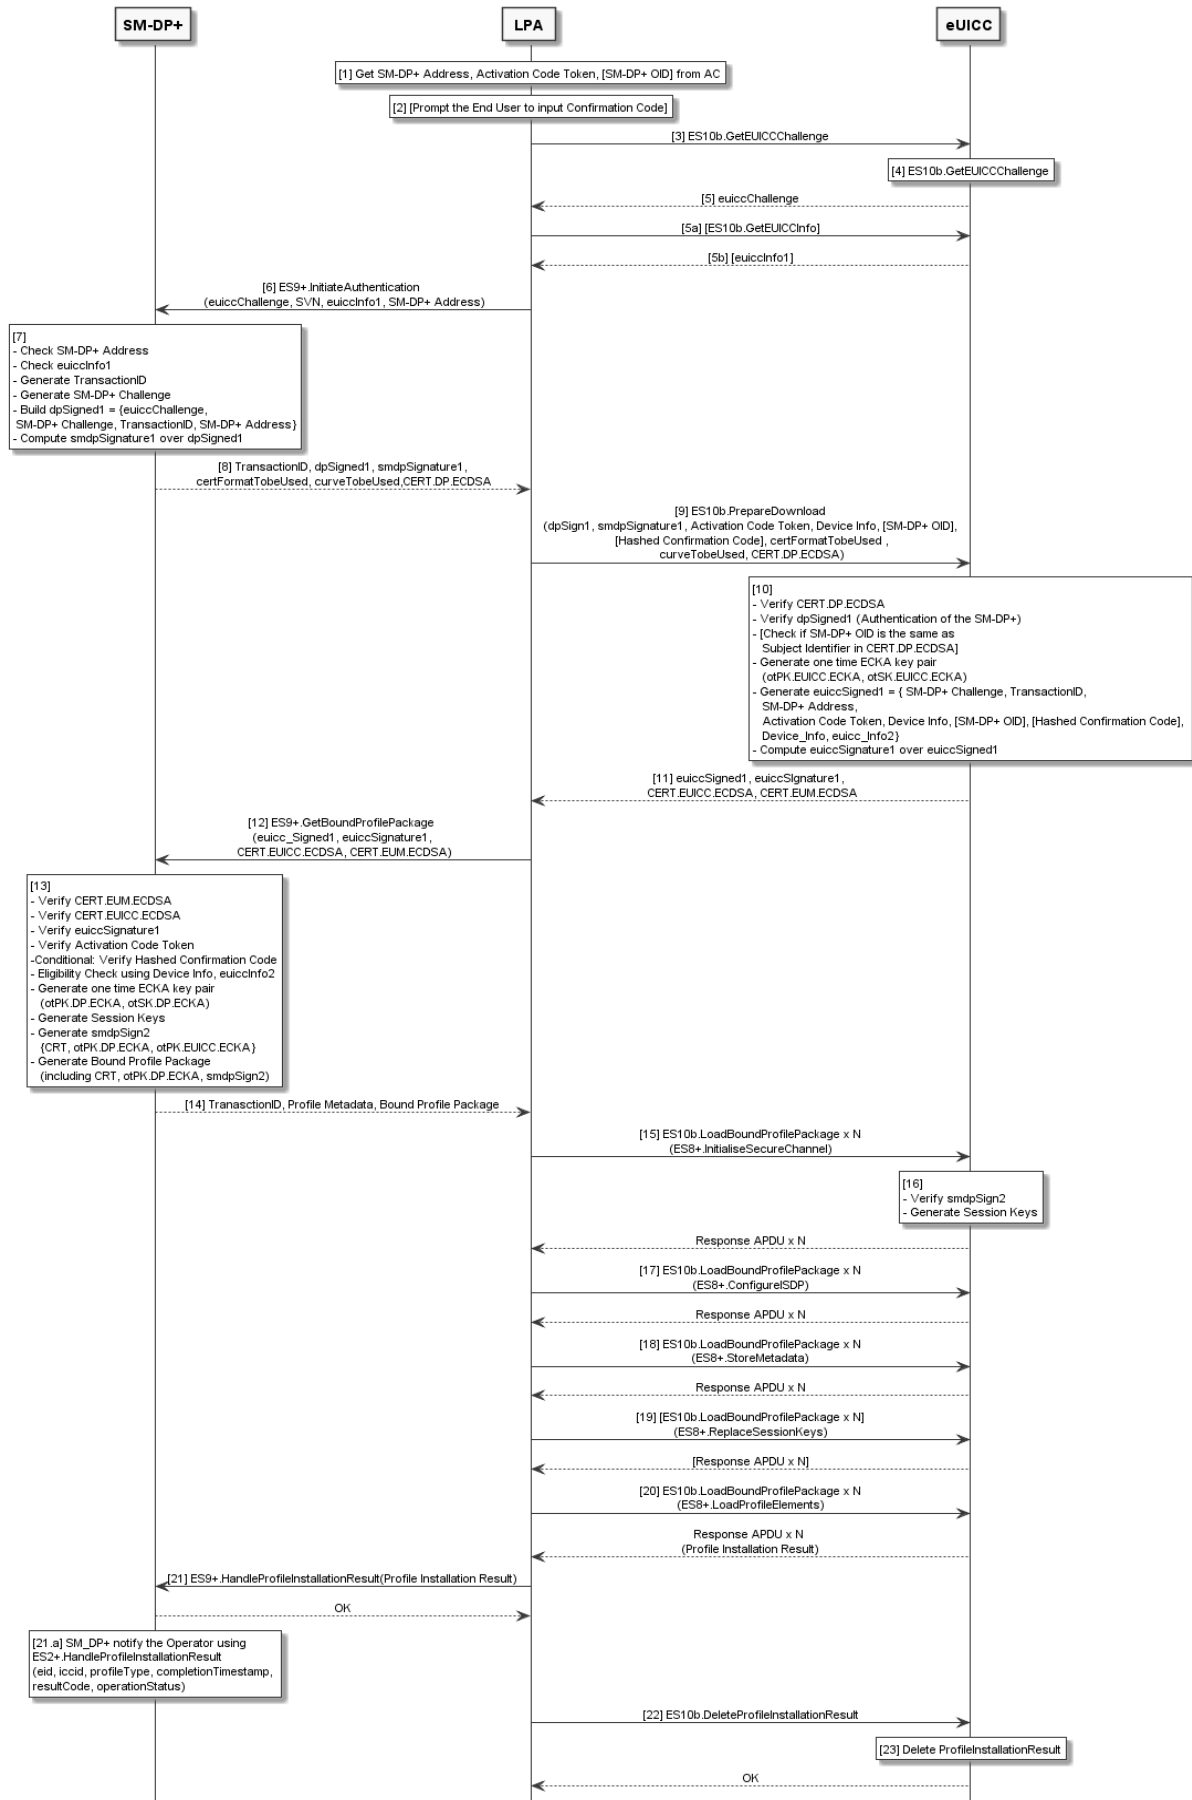 SM-DP+
LPA
eUICC
[1] Get SM-DP+ Address, Activation Code Token, [SM-DP+ OID] from AC
[2] [Prompt the End User to input Confirmation Code]
[3] ES10b.GetEUICCChallenge
[4] ES10b.GetEUICCChallenge
[5] euiccChallenge
[5a] [ES10b.GetEUICCInfo]
[5b] [euiccInfo1]
[6] ES9+.InitiateAuthentication
(euiccChallenge, SVN, euiccInfo1, SM-DP+ Address)
[7]
- Check SM-DP+ Address
- Check euiccInfo1
- Generate TransactionID
- Generate SM-DP+ Challenge
- Build dpSigned1 = {euiccChallenge,
SM-DP+ Challenge, TransactionID, SM-DP+ Address}
- Compute smdpSignature1 over dpSigned1
[8] TransactionID, dpSigned1, smdpSignature1,
certFormatTobeUsed, curveTobeUsed,CERT.DP.ECDSA
[9] ES10b.PrepareDownload
(dpSign1, smdpSignature1, Activation Code Token, Device Info, [SM-DP+ OID],
[Hashed Confirmation Code], certFormatTobeUsed ,
curveTobeUsed, CERT.DP.ECDSA)
[10]
- Verify CERT.DP.ECDSA
- Verify dpSigned1 (Authentication of the SM-DP+)
- [Check if SM-DP+ OID is the same as
Subject Identifier in CERT.DP.ECDSA]
- Generate one time ECKA key pair
(otPK.EUICC.ECKA, otSK.EUICC.ECKA)
- Generate euiccSigned1 = { SM-DP+ Challenge, TransactionID,
SM-DP+ Address,
Activation Code Token, Device Info, [SM-DP+ OID], [Hashed Confirmation Code],
Device_Info, euicc_Info2}
- Compute euiccSignature1 over euiccSigned1
[11] euiccSigned1, euiccSIgnature1,
CERT.EUICC.ECDSA, CERT.EUM.ECDSA
[12] ES9+.GetBoundProfilePackage
(euicc_Signed1, euiccSignature1,
CERT.EUICC.ECDSA, CERT.EUM.ECDSA)
[13]
- Verify CERT.EUM.ECDSA
- Verify CERT.EUICC.ECDSA
- Verify euiccSignature1
- Verify Activation Code Token
-Conditional: Verify Hashed Confirmation Code
- Eligibility Check using Device Info, euiccInfo2
- Generate one time ECKA key pair
(otPK.DP.ECKA, otSK.DP.ECKA)
- Generate Session Keys
- Generate smdpSign2
{CRT, otPK.DP.ECKA, otPK.EUICC.ECKA}
- Generate Bound Profile Package
(including CRT, otPK.DP.ECKA, smdpSign2)
[14] TranasctionID, Profile Metadata, Bound Profile Package
[15] ES10b.LoadBoundProfilePackage x N
(ES8+.InitialiseSecureChannel)
[16]
- Verify smdpSign2
- Generate Session Keys
Response APDU x N
[17] ES10b.LoadBoundProfilePackage x N
(ES8+.ConfigureISDP)
Response APDU x N
[18] ES10b.LoadBoundProfilePackage x N
(ES8+.StoreMetadata)
Response APDU x N
[19] [ES10b.LoadBoundProfilePackage x N]
(ES8+.ReplaceSessionKeys)
[Response APDU x N]
[20] ES10b.LoadBoundProfilePackage x N
(ES8+.LoadProfileElements)
Response APDU x N
(Profile Installation Result)
[21] ES9+.HandleProfileInstallationResult(Profile Installation Result)
OK
[21.a] SM_DP+ notify the Operator using
ES2+.HandleProfileInstallationResult
(eid, iccid, profileType, completionTimestamp,
resultCode, operationStatus)
[22] ES10b.DeleteProfileInstallationResult
[23] Delete ProfileInstallationResult
OK